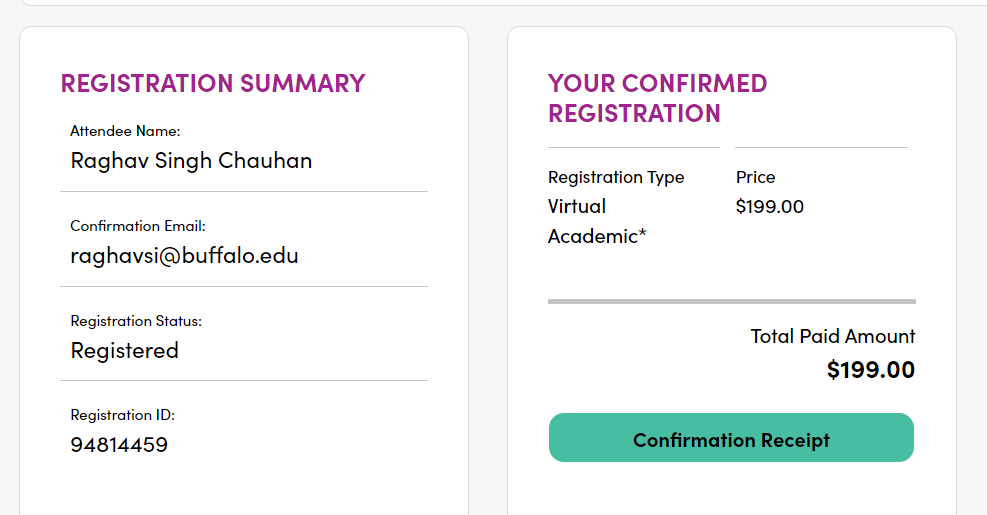 REGISTRATION SUMMARY
Attendee Name:
Raghav Singh Chauhan
Confirmation Email:
raghavsi@buffalo.edu
Registration Status:
Registered
Registration ID:
94814459
YOUR CONFIRMED
REGISTRATION
Registration Type
Virtual
Academic*
Price
$199.00
Total Paid Amount
$199.00
Confirmation Receipt